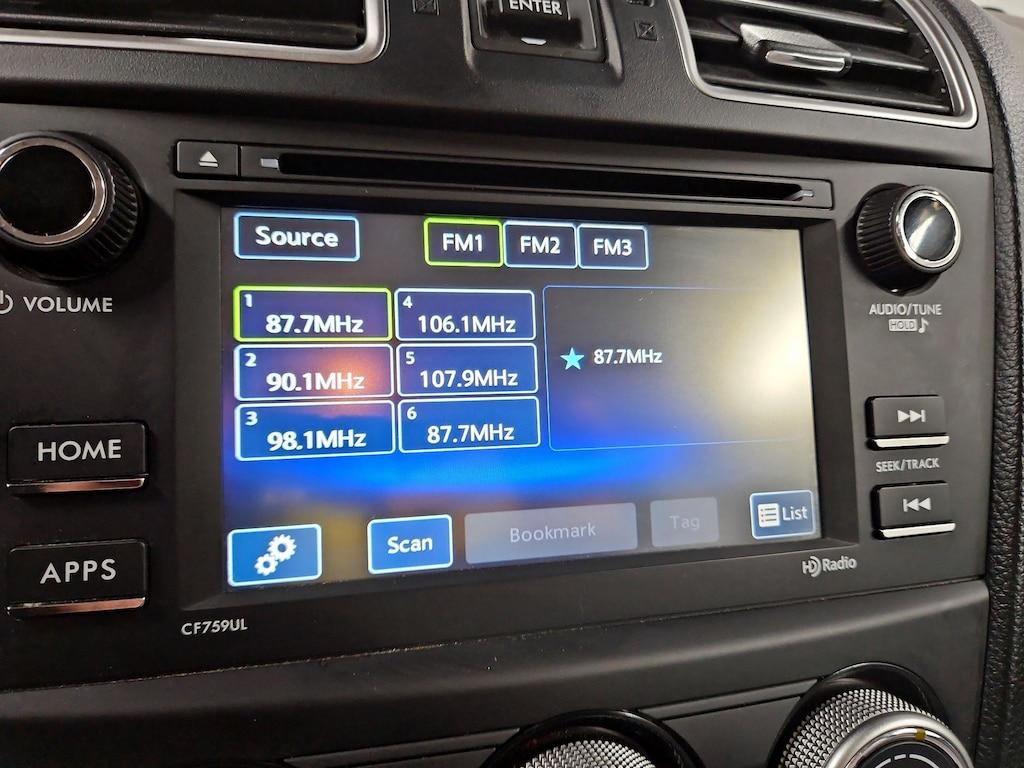 ENTER
VOLUME
HOME
APPS
Source
FM1
FM2
FM3
1
87.7MHz
4
106.1MHz
2
90.1MHz
5
107.9MHz
3
98.1MHz
6
87.7MHz
87.7MHz
Scan
Bookmark
Tag
List
AUDIO/TUNE
HOLD
SEEK/TRACK
HD Radio
CF759UL